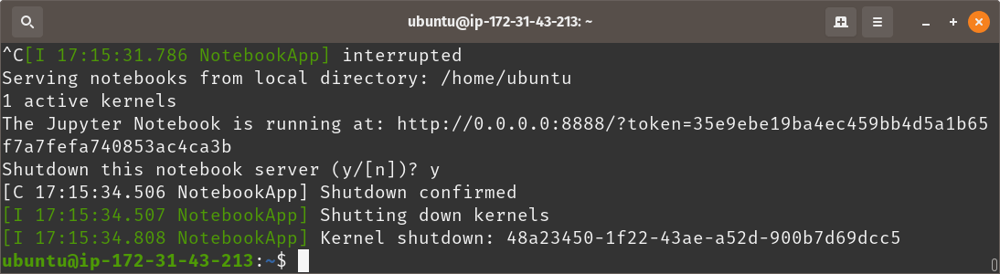 ubuntu@ip-172-31-43-213: ~
^C[I 17:15:31.786 NotebookApp] interrupted
Serving notebooks from local directory: /home/ubuntu
1 active kernels
The Jupyter Notebook is running at: http://0.0.0.0:8888/?token=35e9ebe19ba4ec459bb4d5a1b65
f7a7fefa740853ac4ca3b
Shutdown this notebook server (y/[n])? y
[C 17:15:34.506 NotebookApp] Shutdown confirmed
[I 17:15:34.507 NotebookApp] Shutting down kernels
[I 17:15:34.808 NotebookApp] Kernel shutdown: 48a23450-1f22-43ae-a52d-900b7d69dcc5
ubuntu@ip-172-31-43-213:~$